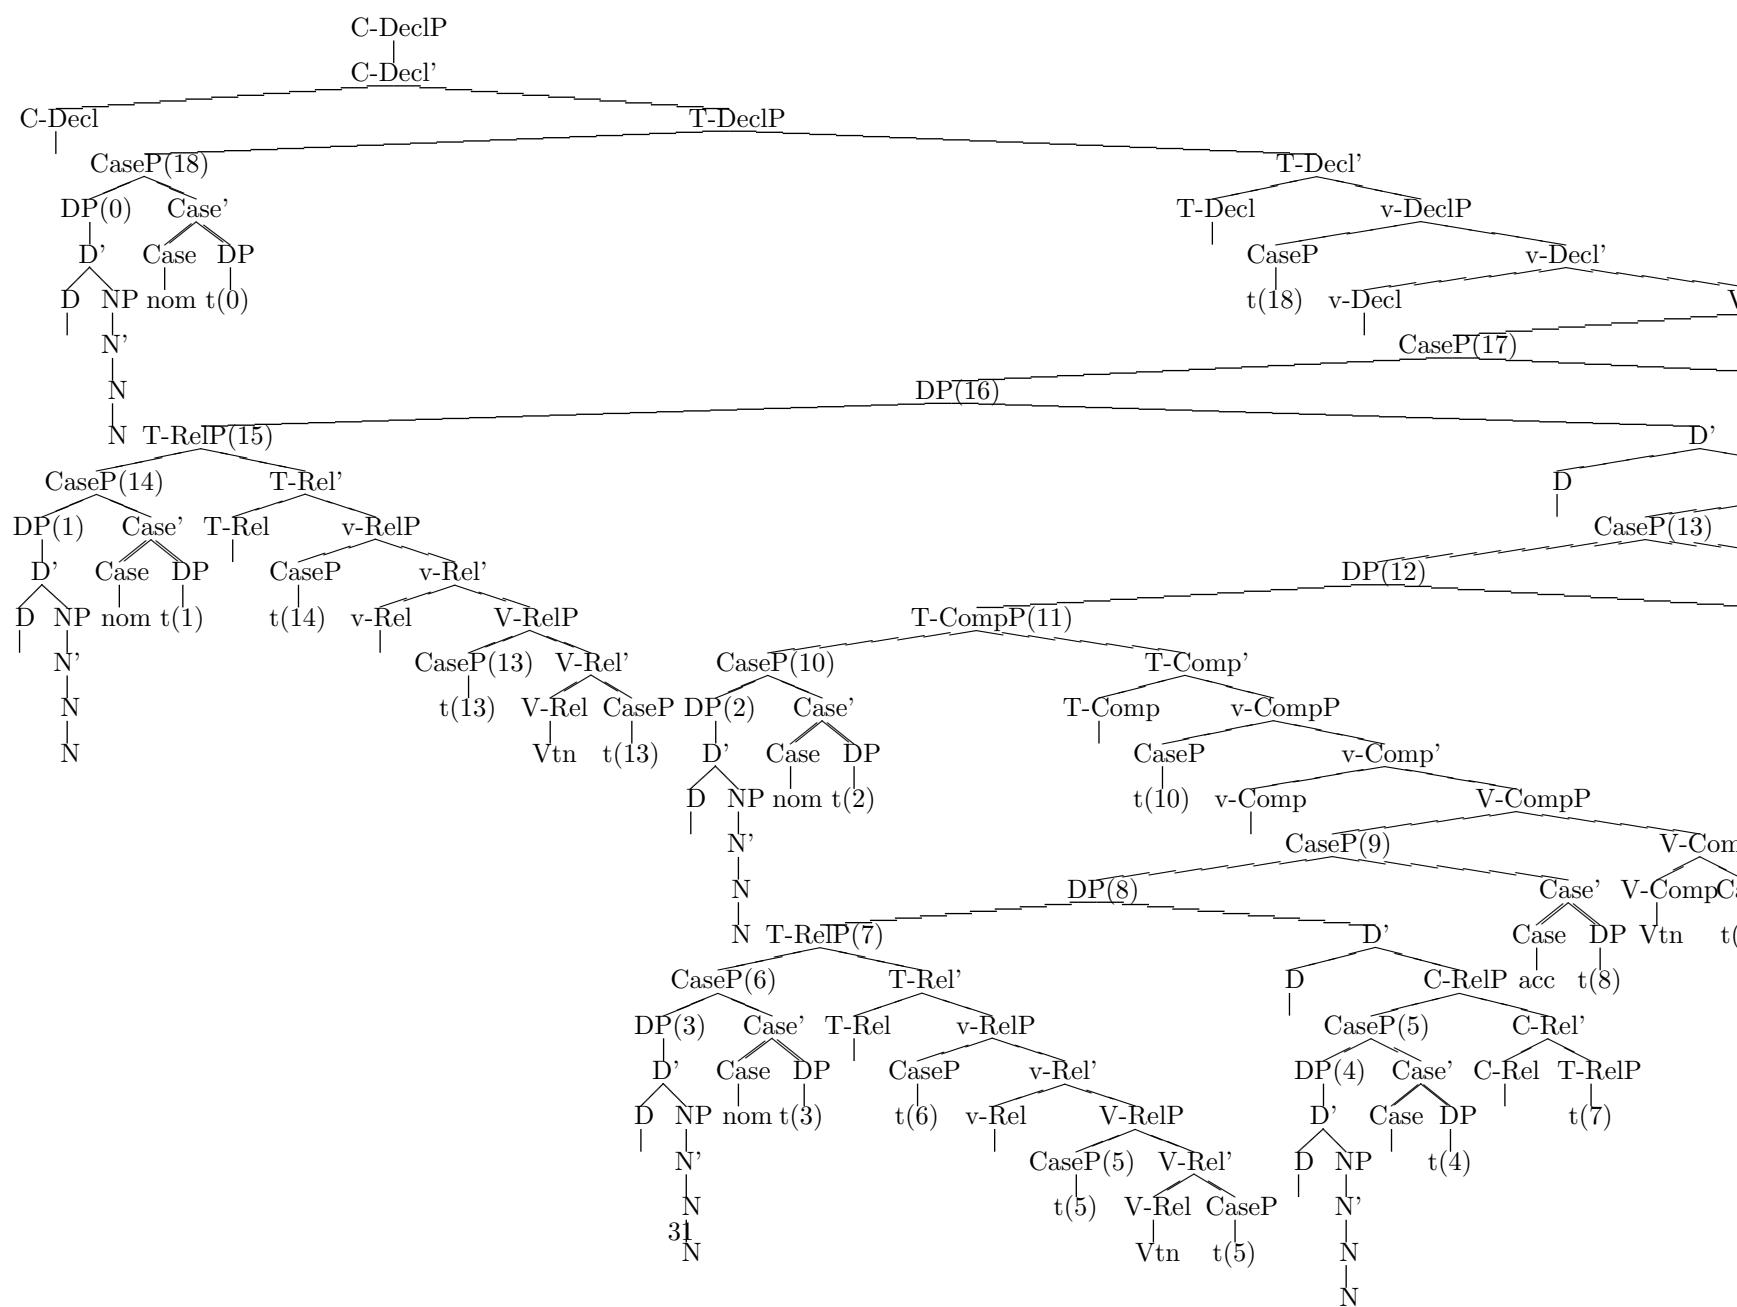 C-DeclP
C-Decl’
C-Decl T-DeclP
CaseP(18) T-Decl’
DP(0) Case’ T-Decl v-DeclP
D’ Case DP CaseP v-Decl’
D NP nom t(0) t(18) v-Decl
N’ CaseP(17)
N DP(16)
N T-RelP(15) D’
CaseP(14) T-Rel’ D
DP(1) Case’ T-Rel v-RelP CaseP(13)
D’ Case DP CaseP v-Rel’ DP(12)
D NP nom t(1) t(14) v-Rel V-RelP T-CompP(11)
N’ CaseP(13) V-Rel’ CaseP(10) T-Comp’
N t(13) V-Rel CaseP DP(2) Case’ T-Comp v-CompP
N Vtn t(13) D’ Case DP CaseP v-Comp’
D NP nom t(2) t(10) v-Comp V-CompP
N’ CaseP(9) V-Com
N DP(8) Case’ V-Comp
N T-RelP(7) D’ Case DP Vtn
CaseP(6) T-Rel’ D C-RelP acc t(8)
DP(3) Case’ T-Rel v-RelP CaseP(5) C-Rel’
D’ Case DP CaseP v-Rel’ DP(4) Case’ C-Rel T-RelP
D NP nom t(3) t(6) v-Rel V-RelP D’ Case DP t(7)
N’ CaseP(5) V-Rel’ D NP t(4)
N t(5) V-Rel CaseP N’
31
N Vtn t(5) N
N